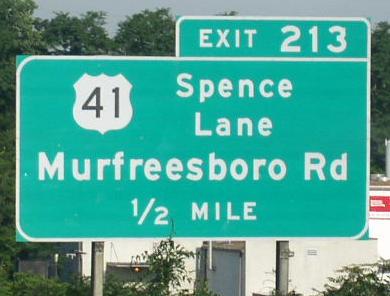 EXIT 213
41 Spence
Lane
Murfreesboro Rd
1/2 MILE